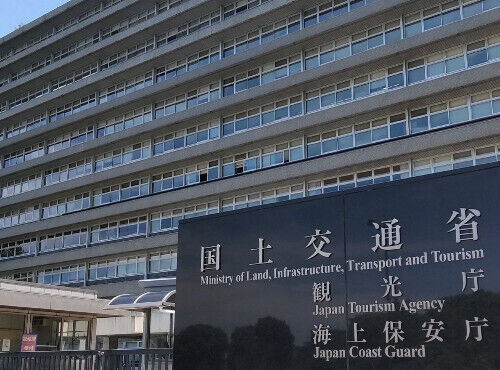 国土交通省
Ministry of Land, Infrastructure, Transport and Tourism
観光庁
Japan Tourism Agency
海上保安庁
Japan Coast Guard